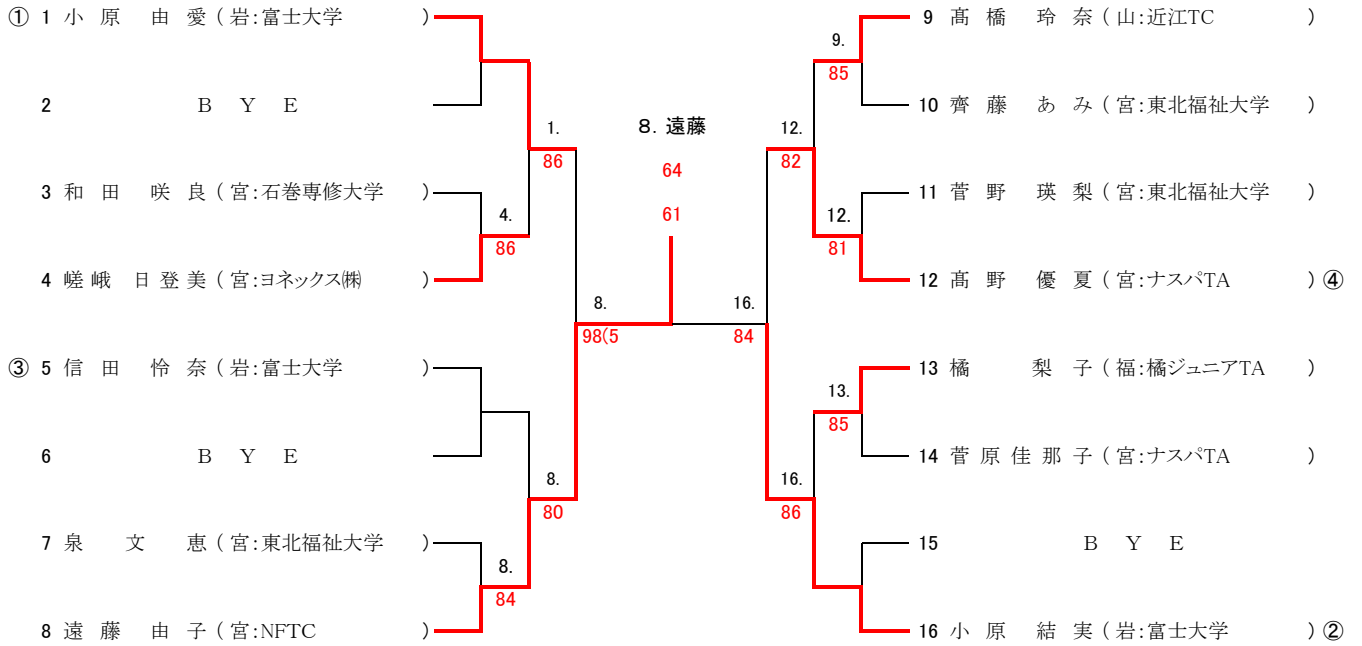 ① 1 小原 由愛 (岩:富士大学)
2 BYE
3 和田 咲良 (宮:石巻専修大学)
4 嵯峨 日登美 (宮:ヨネックス㈱)
③ 5 信田 怜奈 (岩:富士大学)
6 BYE
7 泉 文恵 (宮:東北福祉大学)
8 遠藤 由子 (宮:NFTC)
4.
86
8.
84
1.
86
8.
80
8.
98(5
8. 遠藤
64
61
16.
84
12.
82
16.
86
9.
85
12.
81
13.
85
9 髙橋 玲奈 (山:近江TC)
10 齊藤 あみ (宮:東北福祉大学)
11 菅野 瑛梨 (宮:東北福祉大学)
12 髙野 優夏 (宮:ナスパTA) ④
13 橘 梨子 (福:橘ジュニアTA)
14 菅原佳那子 (宮:ナスパTA)
15 BYE
16 小原 結実 (岩:富士大学) ②